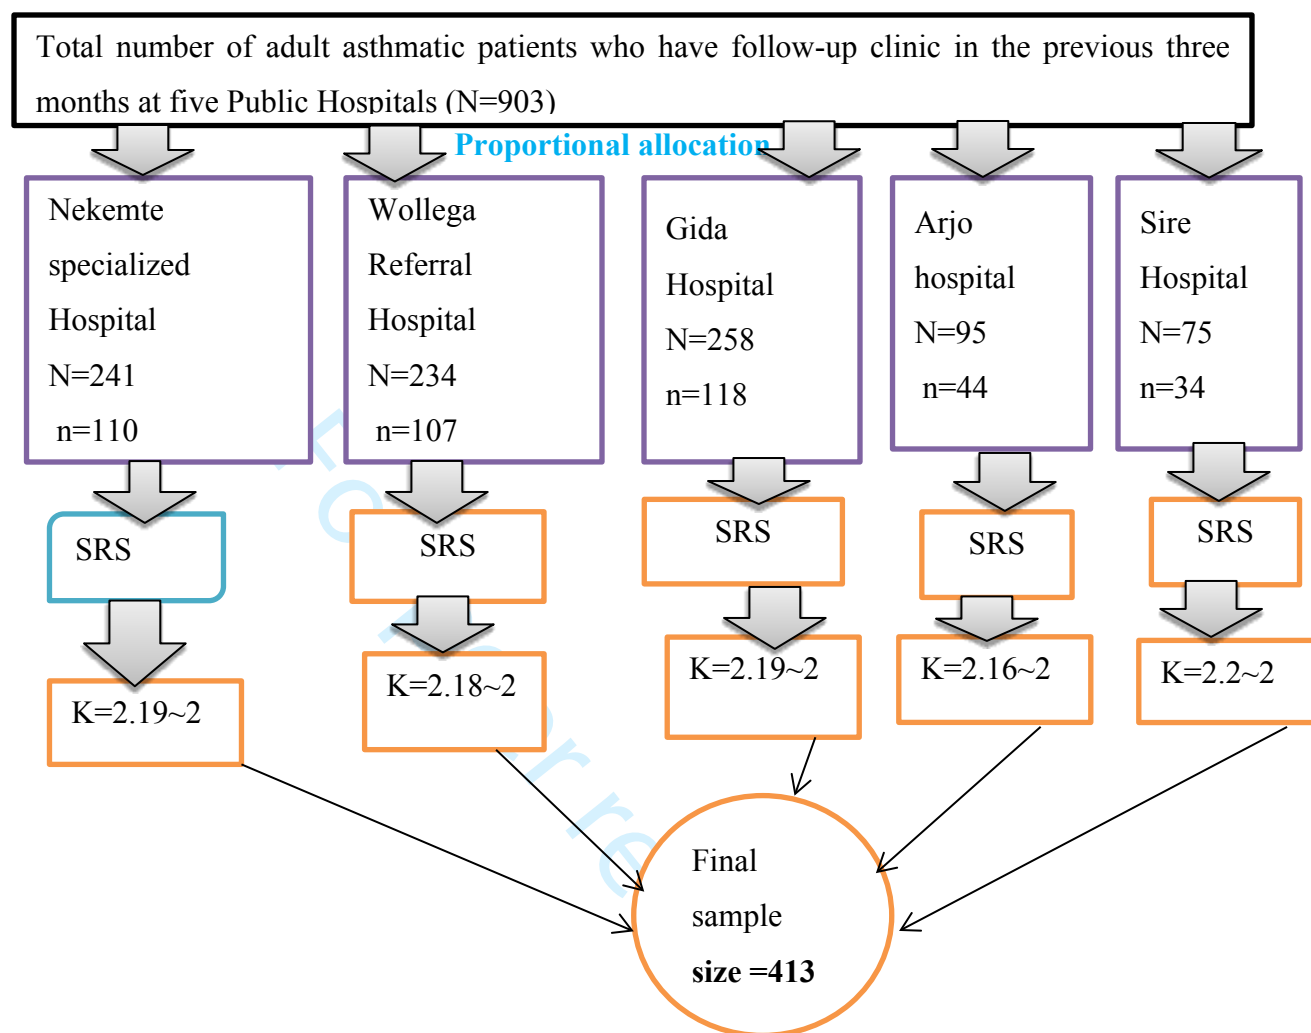 Total number of adult asthmatic patients who have follow-up clinic in the previous three
months at five Public Hospitals (N=903)
Proportional allocation
Nekemte
specialized
Hospital
N=241
n=110
Wollega
Referral
Hospital
N=234
n=107
Gida
Hospital
N=258
n=118
Arjo
hospital
N=95
n=44
Sire
Hospital
N=75
n=34
SRS
SRS
SRS
SRS
SRS
K=2.19~2
K=2.18~2
K=2.19~2
K=2.16~2
K=2.2~2
Final
sample
size =413